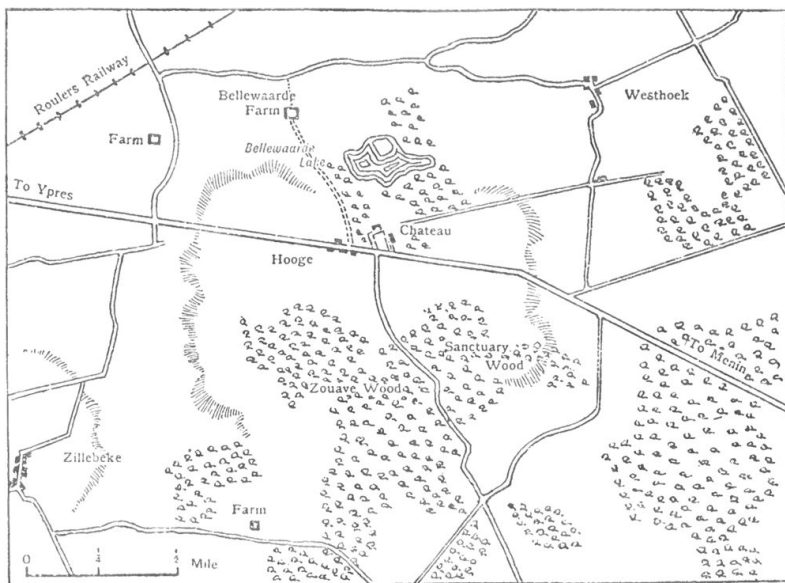 Roulers Railway
Bellewaarde
Farm
Westhoek
Farm
Bellewaarde
Lake
To Ypres
Chateau
Hooge
Sanctuary
Wood
To Menin
Zouave Wood
Zillebeke
Farm
0
Mile